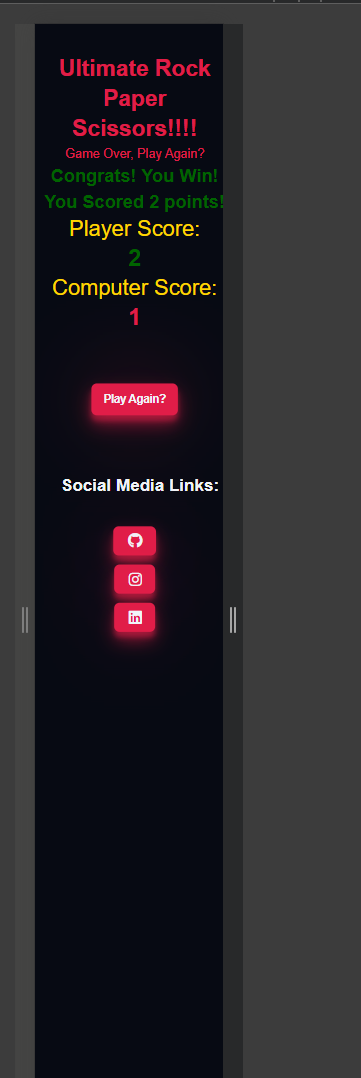 Ultimate Rock
Paper
Scissors!!!!
Game Over, Play Again?
Congrats! You Win!
You Scored 2 points!
Player Score:
2
Computer Score:
1
Play Again?
Social Media Links:
in